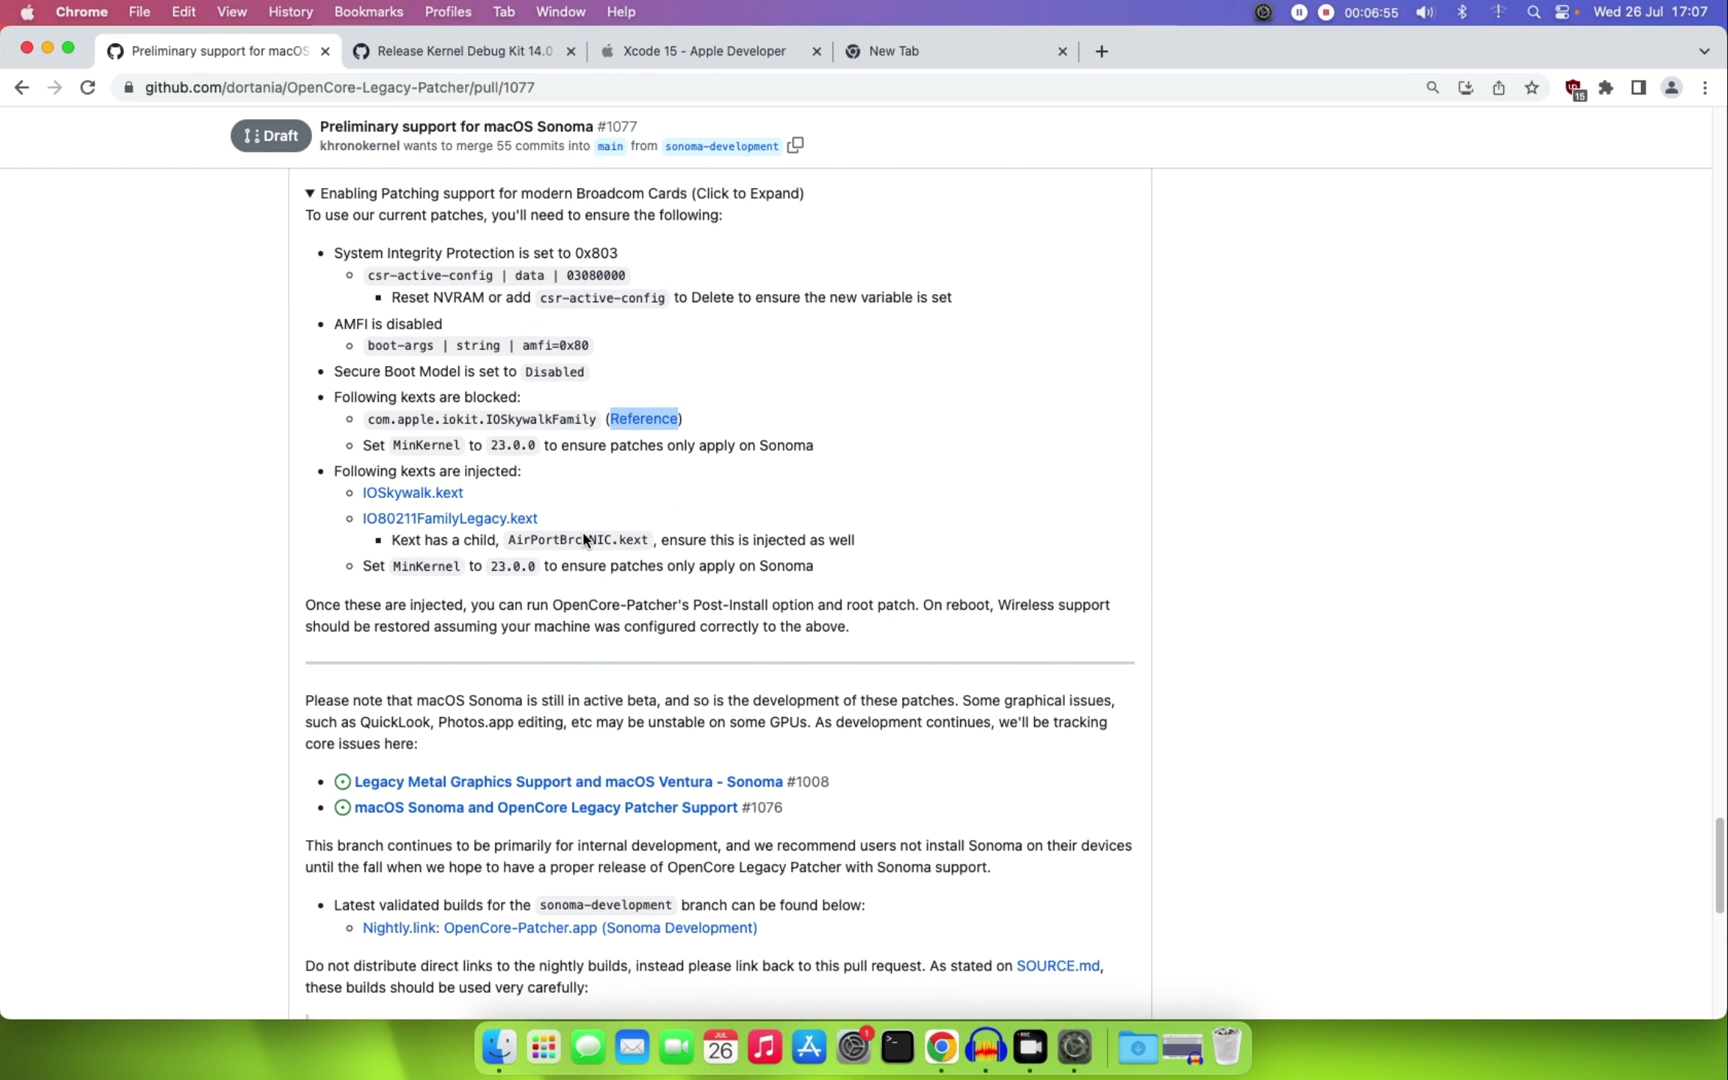 Chrome File Edit View History Bookmarks Profiles Tab Window Help 00:06:55 Wed 26 Jul 17:07
Preliminary support for macOS Release Kernel Debug Kit 14.0 Xcode 15 - Apple Developer New Tab
github.com/dortania/OpenCore-Legacy-Patcher/pull/1077 15
Draft
Preliminary support for macOS Sonoma #1077
khronokernel wants to merge 55 commits into main from sonoma-development
▼ Enabling Patching support for modern Broadcom Cards (Click to Expand)
To use our current patches, you'll need to ensure the following:
System Integrity Protection is set to 0x803
csr-active-config | data | 03080000
Reset NVRAM or add csr-active-config to Delete to ensure the new variable is set
AMFI is disabled
boot-args | string | amfi=0x80
Secure Boot Model is set to Disabled
Following kexts are blocked:
com.apple.iokit.IOSkywalkFamily (Reference)
Set MinKernel to 23.0.0 to ensure patches only apply on Sonoma
Following kexts are injected:
IOSkywalk.kext
IO80211FamilyLegacy.kext
Kext has a child, AirPortBrcmNIC.kext , ensure this is injected as well
Set MinKernel to 23.0.0 to ensure patches only apply on Sonoma
Once these are injected, you can run OpenCore-Patcher's Post-Install option and root patch. On reboot, Wireless support
should be restored assuming your machine was configured correctly to the above.
Please note that macOS Sonoma is still in active beta, and so is the development of these patches. Some graphical issues,
such as QuickLook, Photos.app editing, etc may be unstable on some GPUs. As development continues, we'll be tracking
core issues here:
Legacy Metal Graphics Support and macOS Ventura - Sonoma #1008
macOS Sonoma and OpenCore Legacy Patcher Support #1076
This branch continues to be primarily for internal development, and we recommend users not install Sonoma on their devices
until the fall when we hope to have a proper release of OpenCore Legacy Patcher with Sonoma support.
Latest validated builds for the sonoma-development branch can be found below:
Nightly.link: OpenCore-Patcher.app (Sonoma Development)
Do not distribute direct links to the nightly builds, instead please link back to this pull request. As stated on SOURCE.md,
these builds should be used very carefully:
JUL
26
1
REC